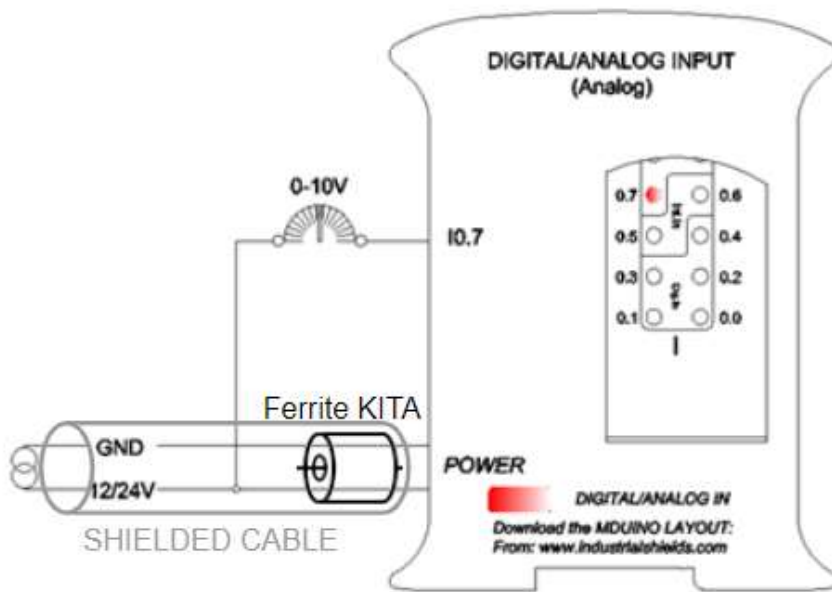 DIGITAL/ANALOG INPUT
(Analog)
0-10V
I0.7
0.7
0.6
0.5
0.4
0.3
0.2
0.1
0.0
I
Ferrite KITA
GND
12/24V
SHIELDED CABLE
POWER
DIGITAL/ANALOG IN
Download the MDUINO LAYOUT:
From: www.industrialshields.com